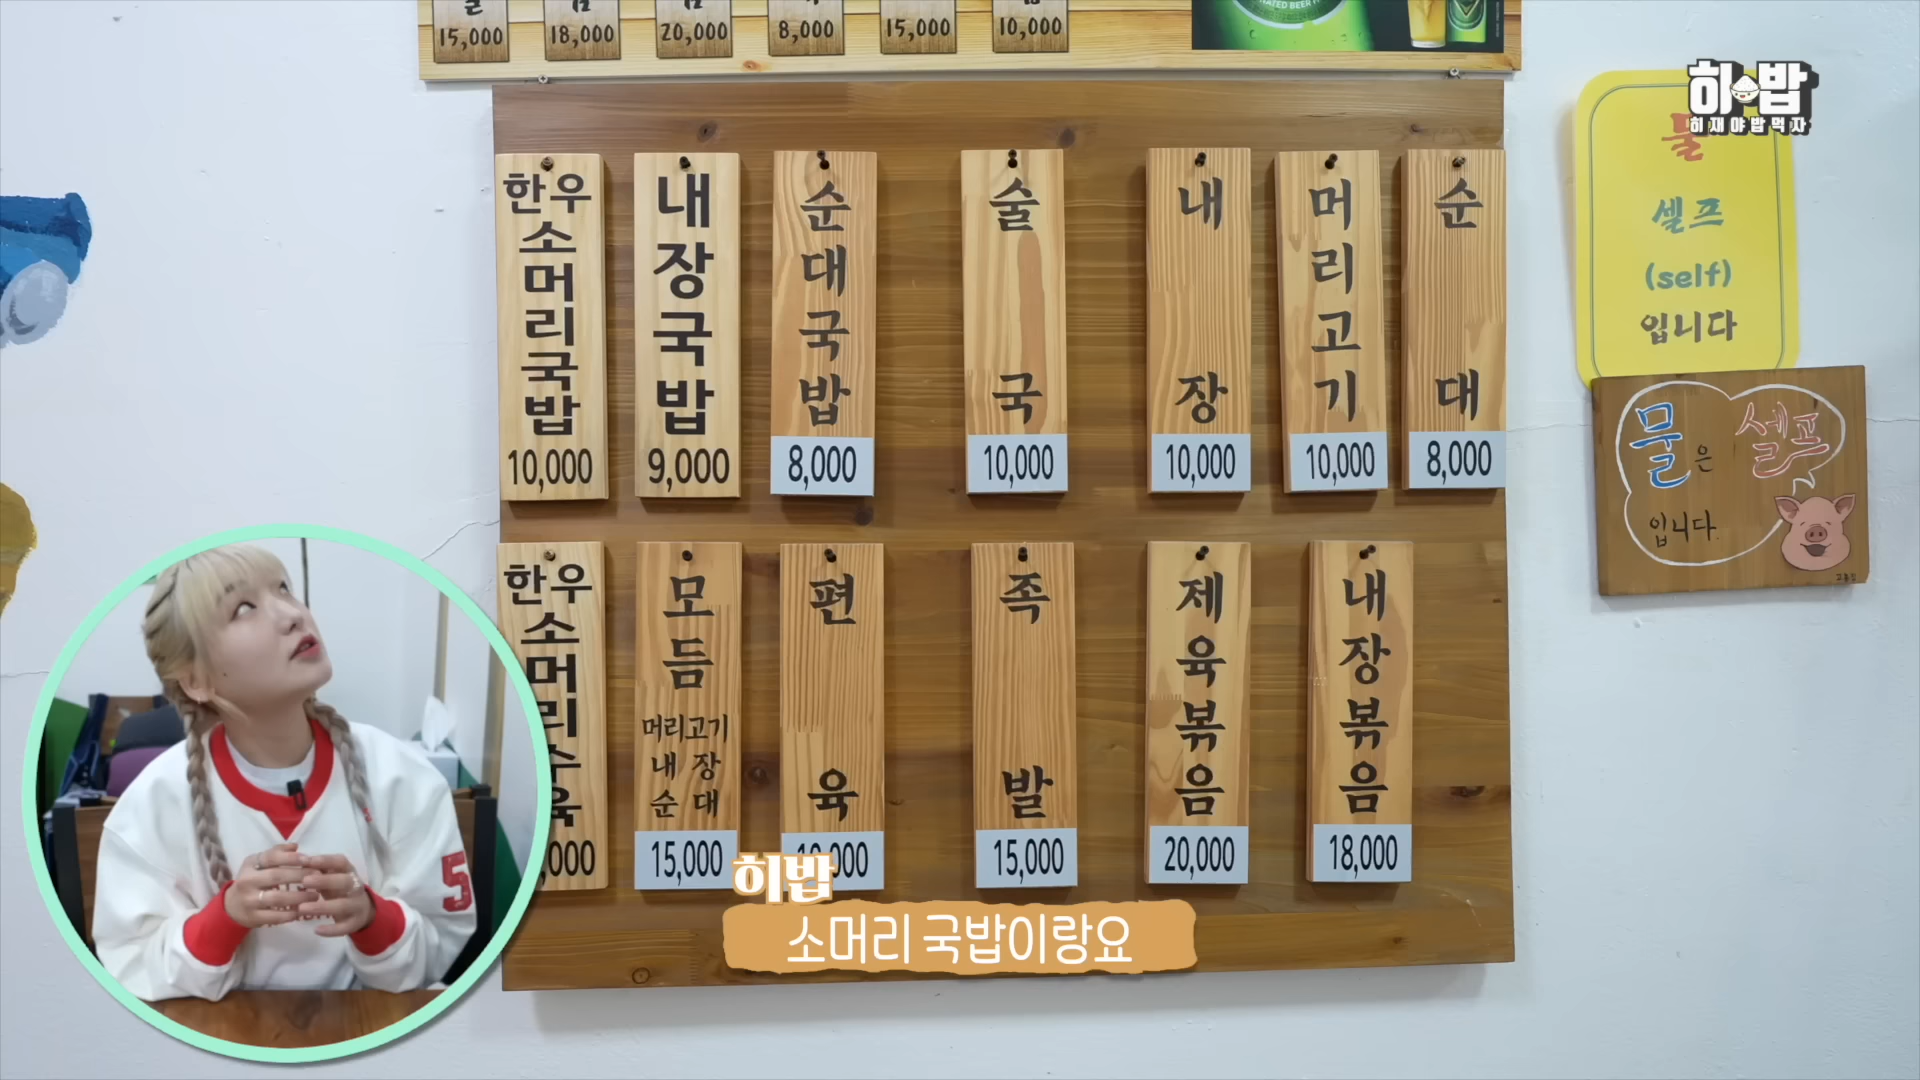 15,000
18,000
20,000
8,000
15,000
10,000
히밥
히재야밥먹자
한우
소머리국밥
10,000
내장국밥
9,000
순대국밥
8,000
술국
10,000
내장
10,000
머리고기
10,000
순대
8,000
물
셀프
(self)
입니다
물은 셀프
입니다.
한우
소머리수육
,000
모듬
머리고기
내장
순대
15,000
편육
족발
15,000
제육볶음
20,000
내장볶음
18,000
5
히밥
소머리 국밥이랑요